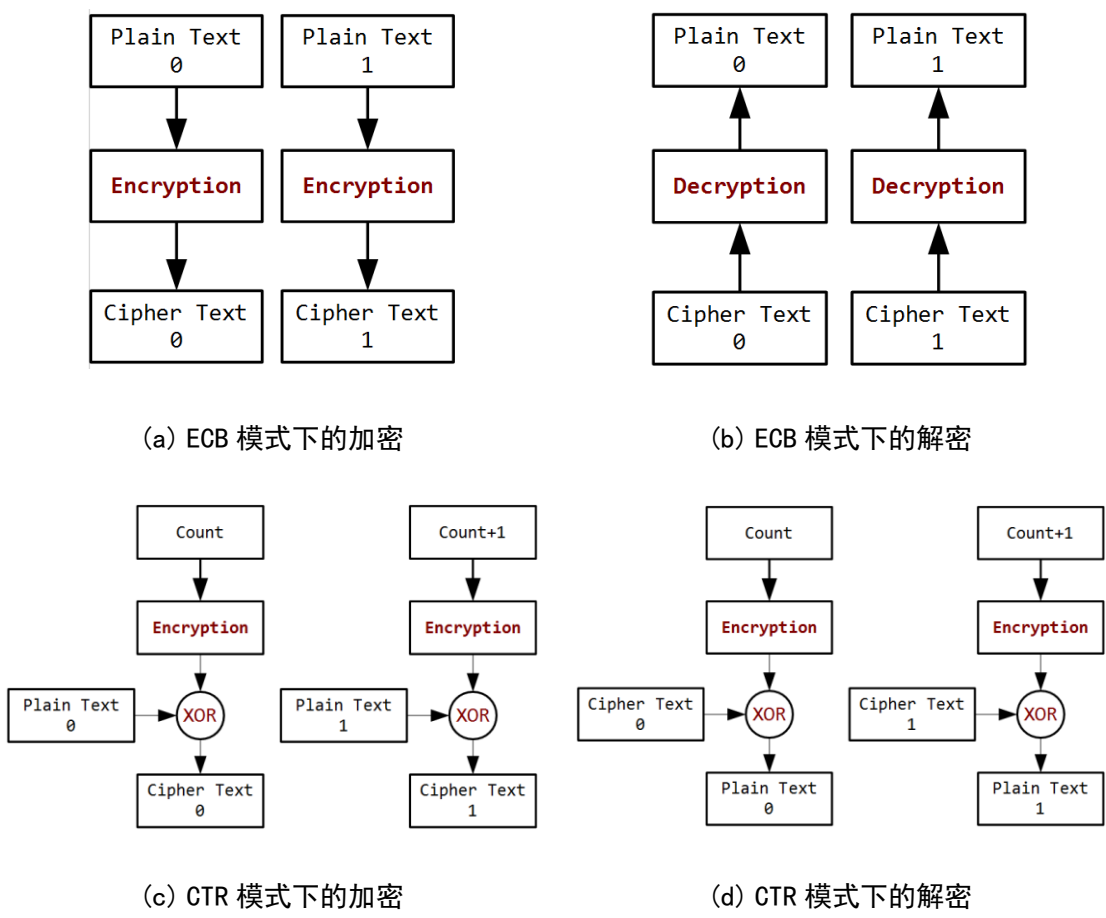 Plain Text
0
Plain Text
1
Encryption
Encryption
Cipher Text
0
Cipher Text
1
(a) ECB 模式下的加密
Plain Text
0
Plain Text
1
Decryption
Decryption
Cipher Text
0
Cipher Text
1
(b) ECB 模式下的解密
Count
Encryption
Plain Text
0
XOR
Cipher Text
0
Count+1
Encryption
Plain Text
1
XOR
Cipher Text
1
(c) CTR 模式下的加密
Count
Encryption
Cipher Text
0
XOR
Plain Text
0
Count+1
Encryption
Cipher Text
1
XOR
Plain Text
1
(d) CTR 模式下的解密